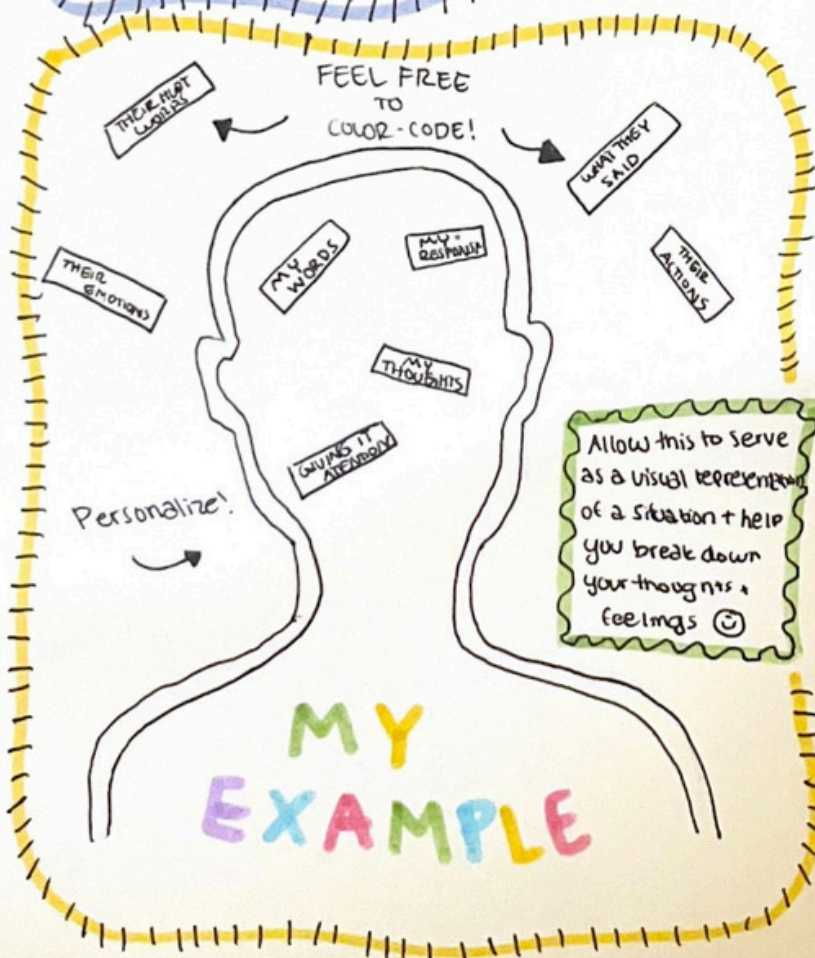 FEEL FREE
TO
COLOR-CODE!
THEIR HURT
WORDS
WHAT THEY
SAID
THEIR
EMOTIONS
MY
WORDS
MY
RESPONSE
THEIR
ACTIONS
MY
THOUGHTS
GIVING IT
ATTENTION
Personalize!
Allow this to serve
as a visual representation
of a situation + help
you break down
your thoughts +
feelings
MY
EXAMPLE